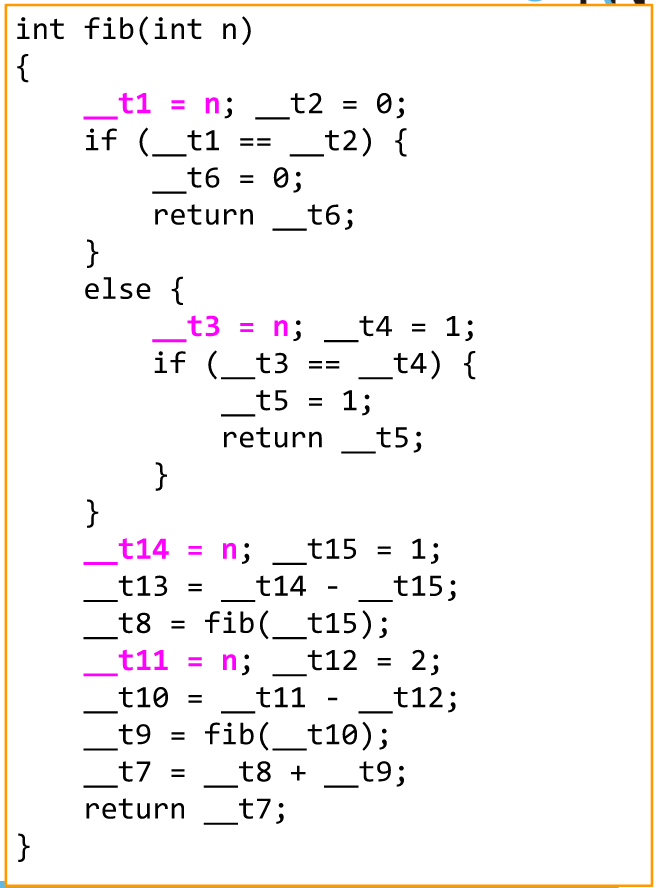 int fib(int n)
{
    __t1 = n; __t2 = 0;
    if (__t1 == __t2) {
        __t6 = 0;
        return __t6;
    }
    else {
        __t3 = n; __t4 = 1;
        if (__t3 == __t4) {
            __t5 = 1;
            return __t5;
        }
    }
    __t14 = n; __t15 = 1;
    __t13 = __t14 - __t15;
    __t8 = fib(__t15);
    __t11 = n; __t12 = 2;
    __t10 = __t11 - __t12;
    __t9 = fib(__t10);
    __t7 = __t8 + __t9;
    return __t7;
}